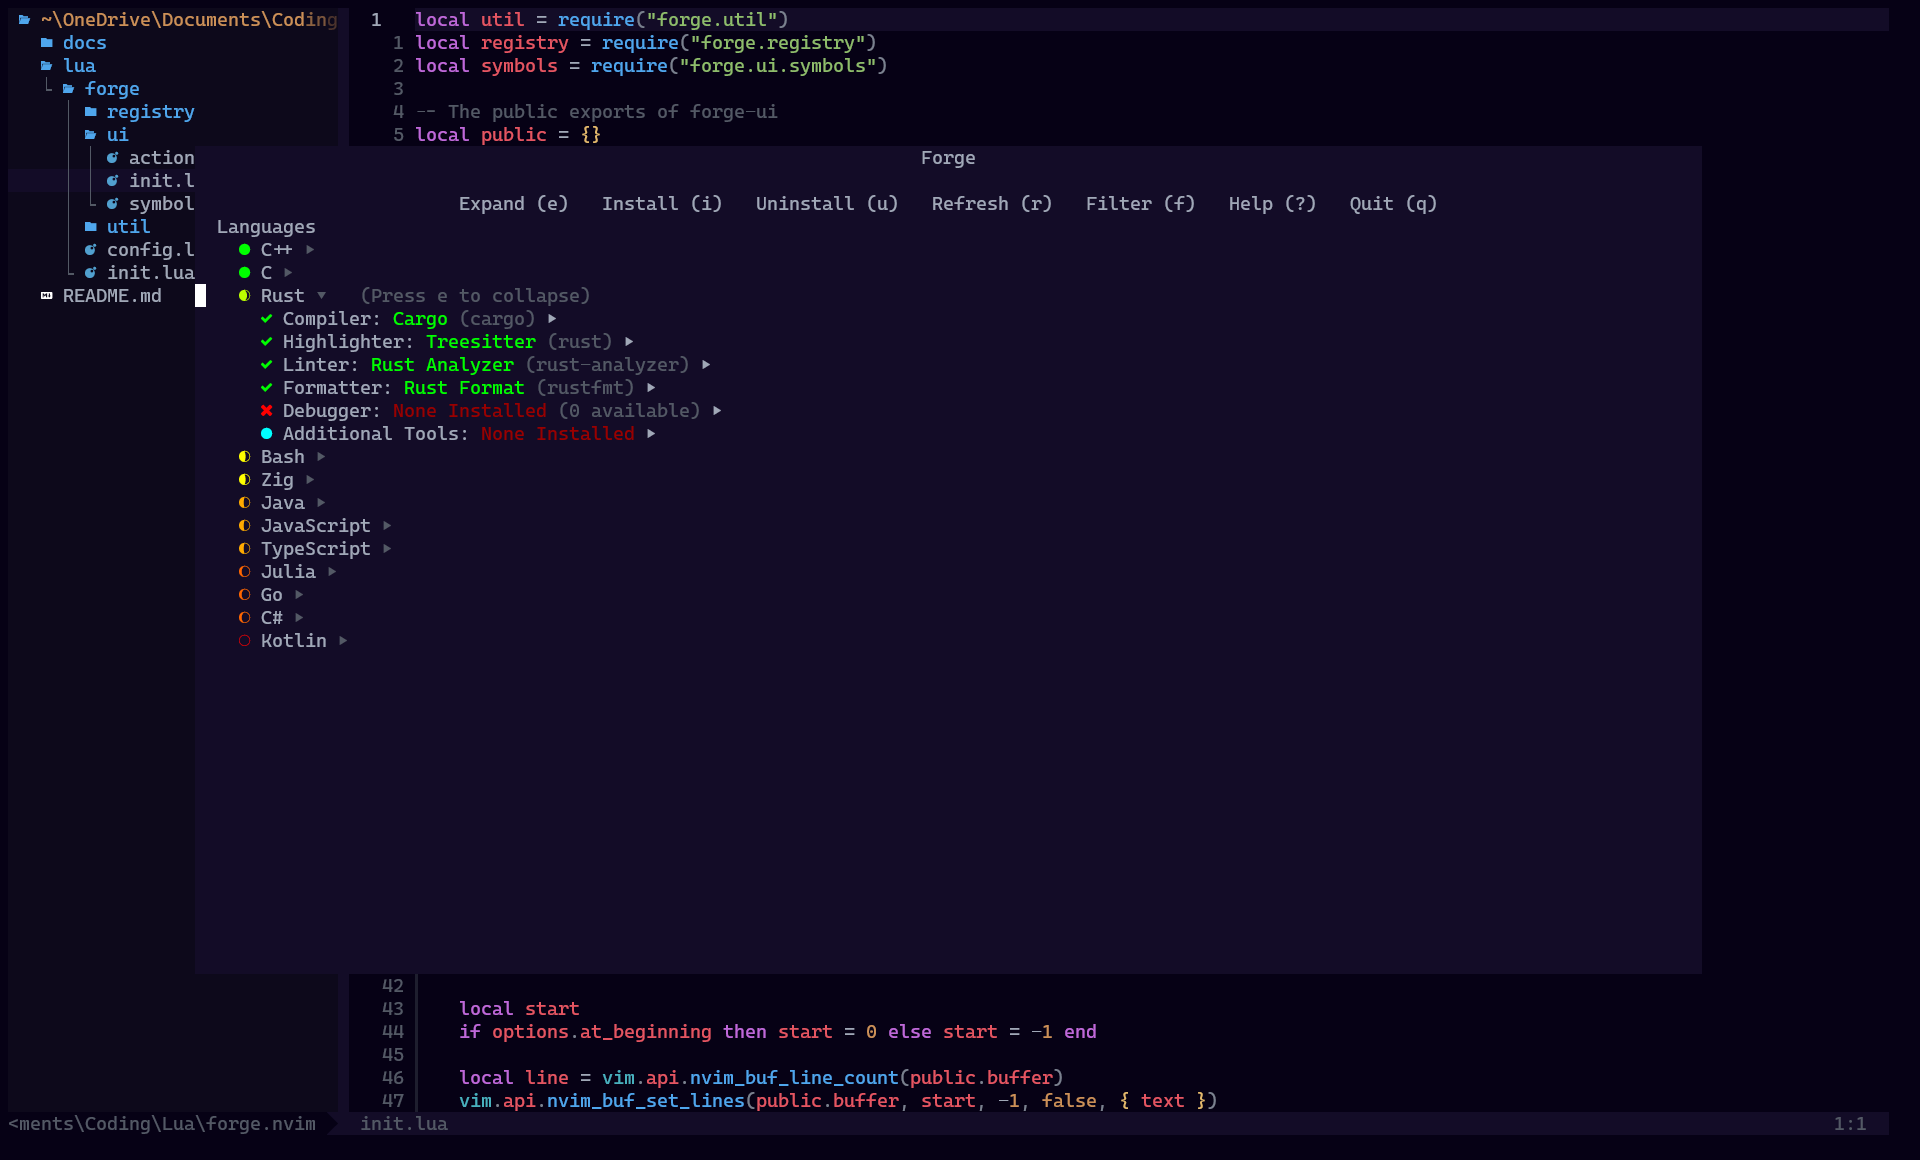 ~\OneDrive\Documents\Coding
docs
lua
forge
registry
ui
action
init.l
symbol
util
config.l
init.lua
README.md
1 local util = require("forge.util")
1 local registry = require("forge.registry")
2 local symbols = require("forge.ui.symbols")
3
4 -- The public exports of forge-ui
5 local public = {}
Forge
Expand (e) Install (i) Uninstall (u) Refresh (r) Filter (f) Help (?) Quit (q)
Languages
C++
C
Rust (Press e to collapse)
Compiler: Cargo (cargo)
Highlighter: Treesitter (rust)
Linter: Rust Analyzer (rust-analyzer)
Formatter: Rust Format (rustfmt)
Debugger: None Installed (0 available)
Additional Tools: None Installed
Bash
Zig
Java
JavaScript
TypeScript
Julia
Go
C#
Kotlin
42
43 local start
44 if options.at_beginning then start = 0 else start = -1 end
45
46 local line = vim.api.nvim_buf_line_count(public.buffer)
47 vim.api.nvim_buf_set_lines(public.buffer, start, -1, false, { text })
<ments\Coding\Lua\forge.nvim init.lua 1:1